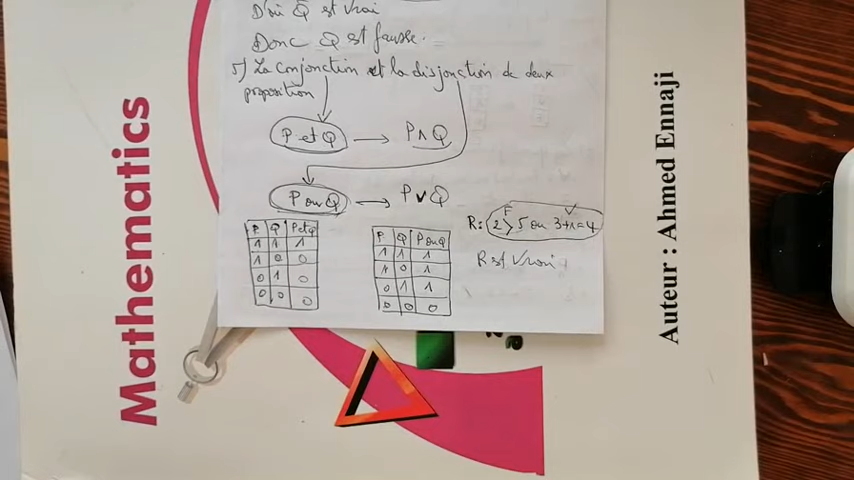 D'où Q̅ est vrai
Donc Q est fausse.
5) La conjonction et la disjonction de deux
proposition
P et Q → P∧Q
P ou Q → P∨Q
P Q P et Q
1 1 1
1 0 0
0 1 0
0 0 0
P Q P ou Q
1 1 1
1 0 1
0 1 1
0 0 0
F ✓
R: 2 > 5 ou 3+1=4
R est vraie
Mathematics Mathematics
Auteur : Ahmed Ennaji